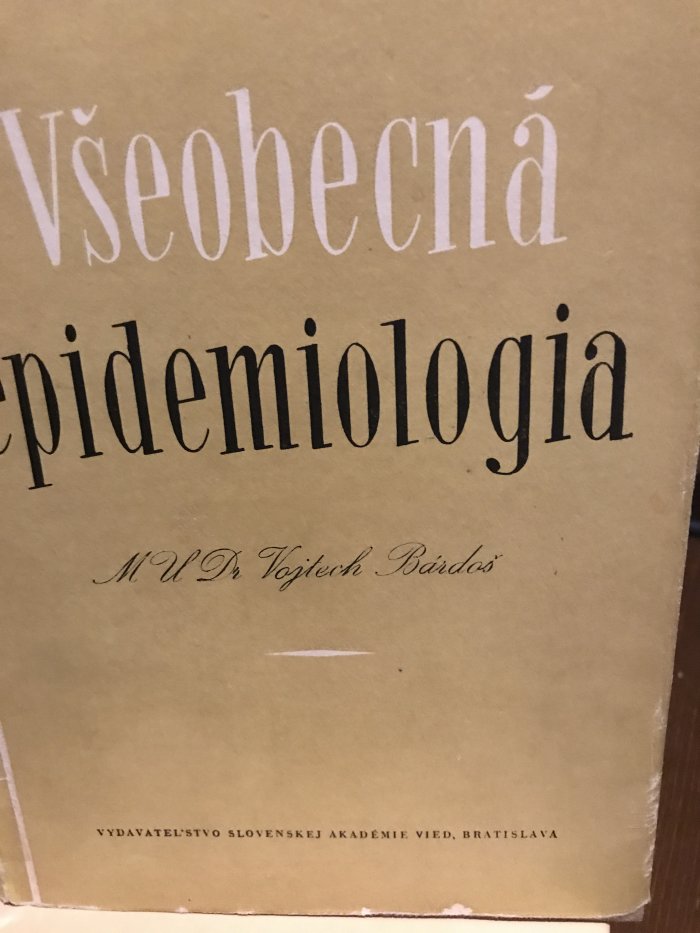 Všeobecná
epidemiologia
MUDr Vojtech Bárdoš
VYDAVATEĽSTVO SLOVENSKEJ AKADÉMIE VIED, BRATISLAVA